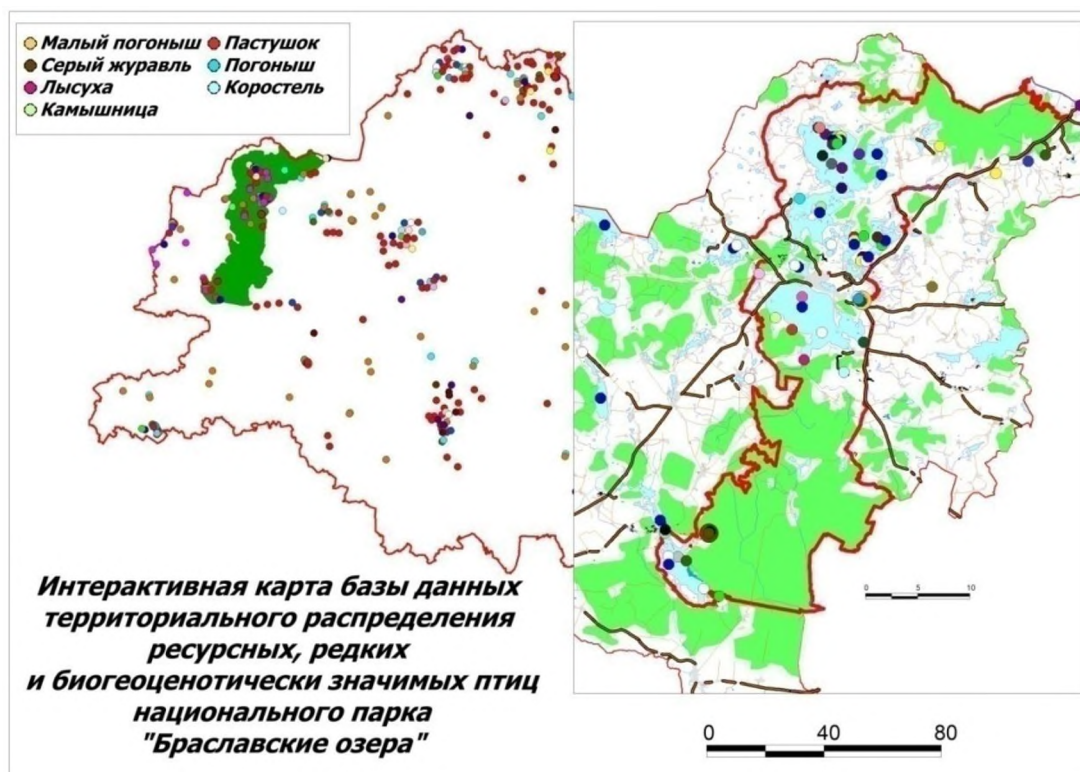 Малый погоныш
Серый журавль
Лысуха
Камышница
Пастушок
Погоныш
Коростель
Интерактивная карта базы данных
территориального распределения
ресурсных, редких
и биогеоценотически значимых птиц
национального парка
"Браславские озера"
0 5 10
0 40 80